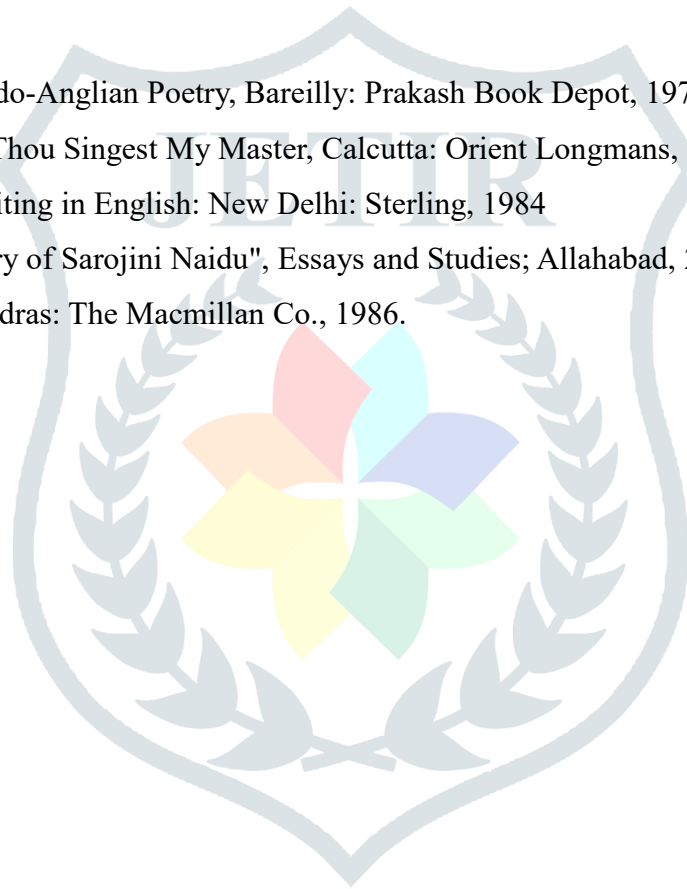 do-Anglian Poetry, Bareilly: Prakash Book Depot, 197
Thou Singest My Master, Calcutta: Orient Longmans,
iting in English: New Delhi: Sterling, 1984
JETIR
ry of Sarojini Naidu", Essays and Studies; Allahabad,
dras: The Macmillan Co., 1986.